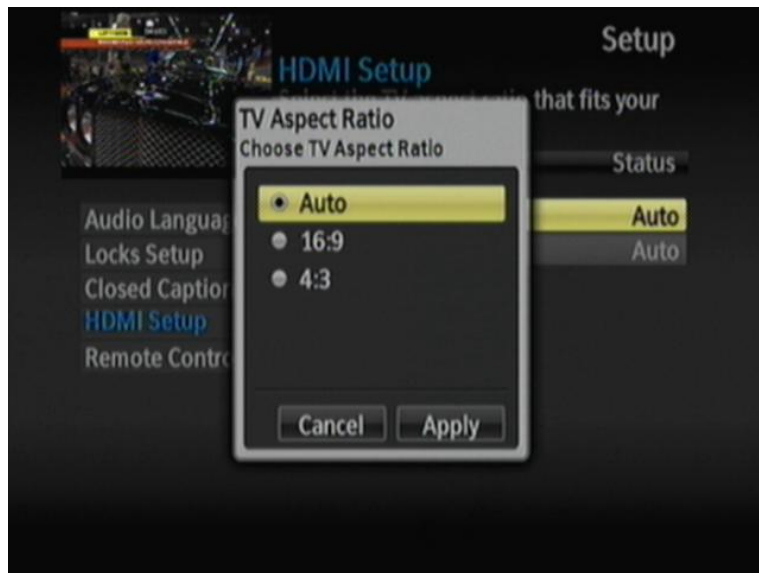 Setup
HDMI Setup
that fits your
TV Aspect Ratio
Choose TV Aspect Ratio
Status
Auto
16:9
4:3
Audio Languag
Auto
Locks Setup
Auto
Closed Caption
HDMI Setup
Remote Contro
Cancel
Apply